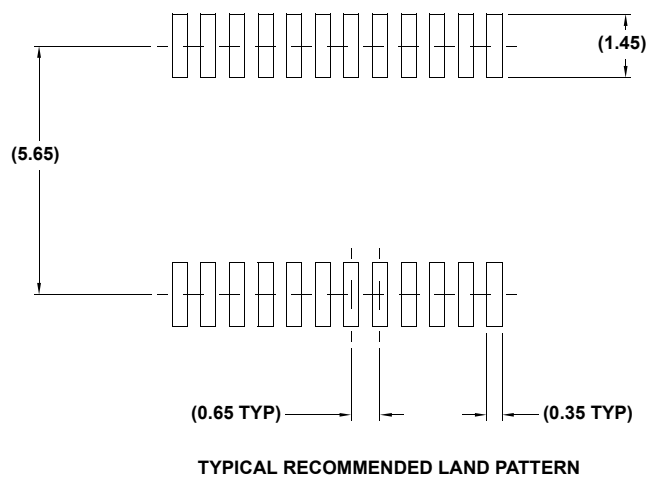 (1.45)
(5.65)
(0.65 TYP)
(0.35 TYP)
TYPICAL RECOMMENDED LAND PATTERN